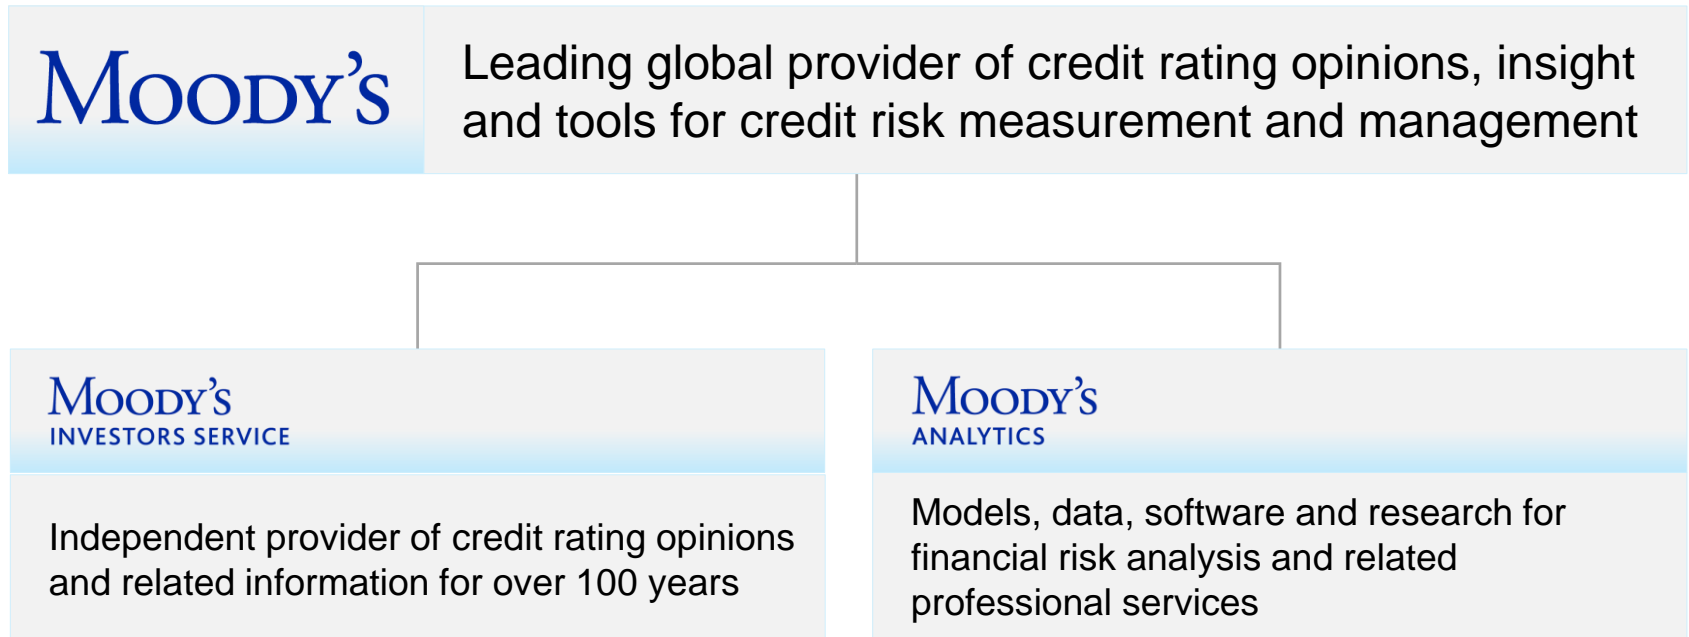 MOODY'S
Leading global provider of credit rating opinions, insight
and tools for credit risk measurement and management
MOODY'S
INVESTORS SERVICE
Independent provider of credit rating opinions
and related information for over 100 years
MOODY'S
ANALYTICS
Models, data, software and research for
financial risk analysis and related
professional services